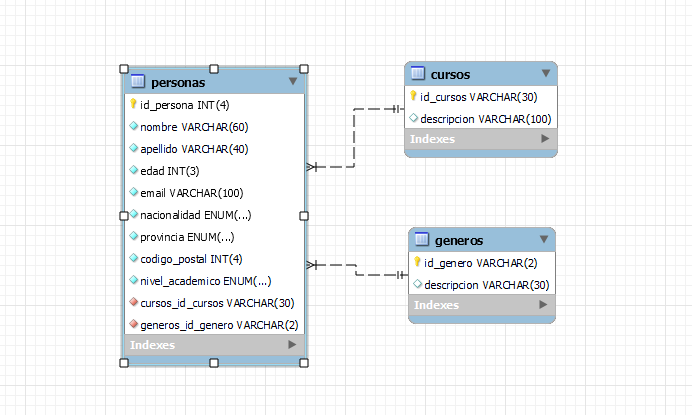 personas
id_persona INT(4)
nombre VARCHAR(60)
apellido VARCHAR(40)
edad INT(3)
email VARCHAR(100)
nacionalidad ENUM(...)
provincia ENUM(...)
codigo_postal INT(4)
nivel_academico ENUM(...)
cursos_id_cursos VARCHAR(30)
generos_id_genero VARCHAR(2)
Indexes
cursos
id_cursos VARCHAR(30)
descripcion VARCHAR(100)
Indexes
generos
id_genero VARCHAR(2)
descripcion VARCHAR(30)
Indexes